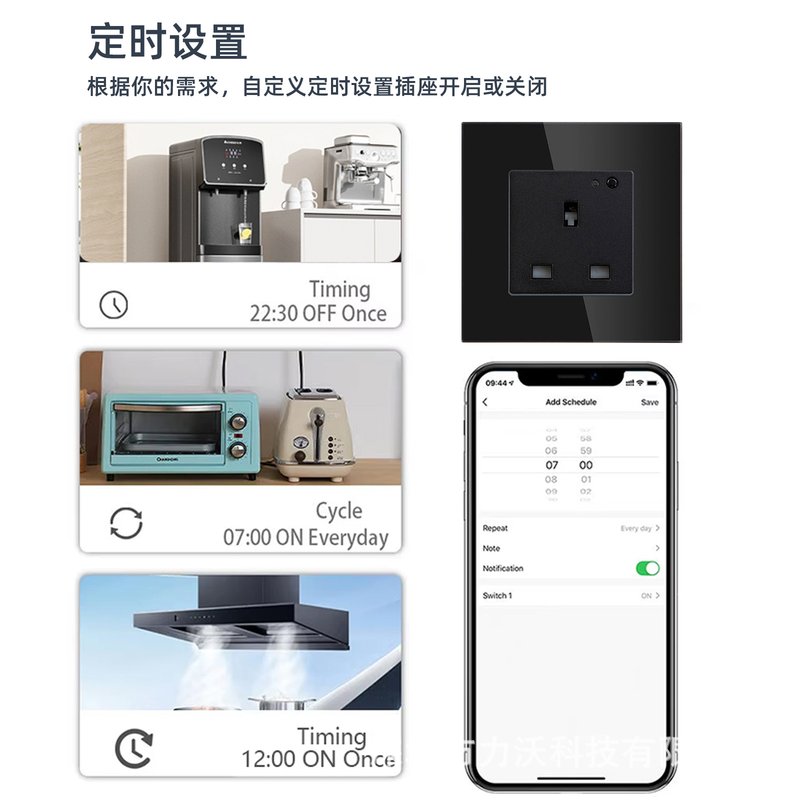 定时设置
根据你的需求，自定义定时设置插座开启或关闭
Timing
22:30 OFF Once
Cycle
07:00 ON Everyday
Timing
12:00 ON Once
09:44
Add Schedule
Save
05 58
06 59
07 00
08 01
09 02
Repeat
Every day
Note
Notification
Switch 1
ON
力沃科技有限